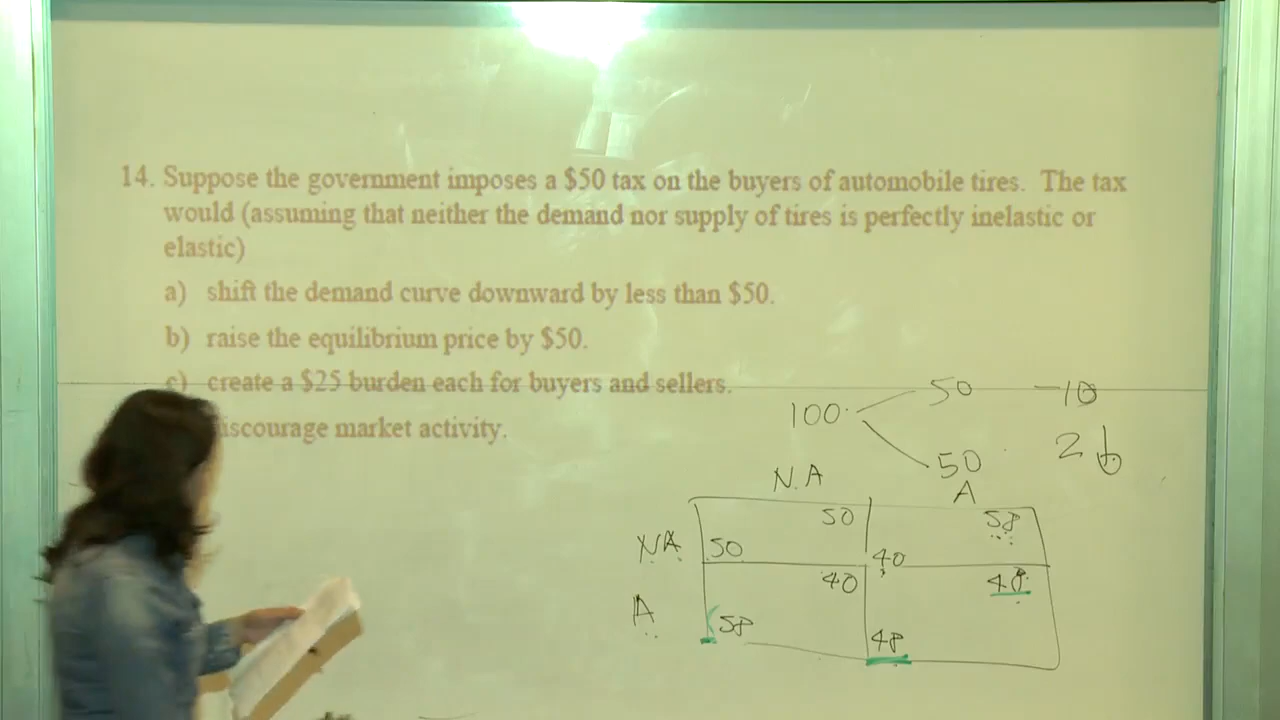 14. Suppose the government imposes a $50 tax on the buyers of automobile tires. The tax
would (assuming that neither the demand nor supply of tires is perfectly inelastic or
elastic)
a) shift the demand curve downward by less than $50.
b) raise the equilibrium price by $50.
c) create a $25 burden each for buyers and sellers.
iscourage market activity.
100 50 -10
50 2
N.A A
NA 50 50 40 58
A 58 40 48